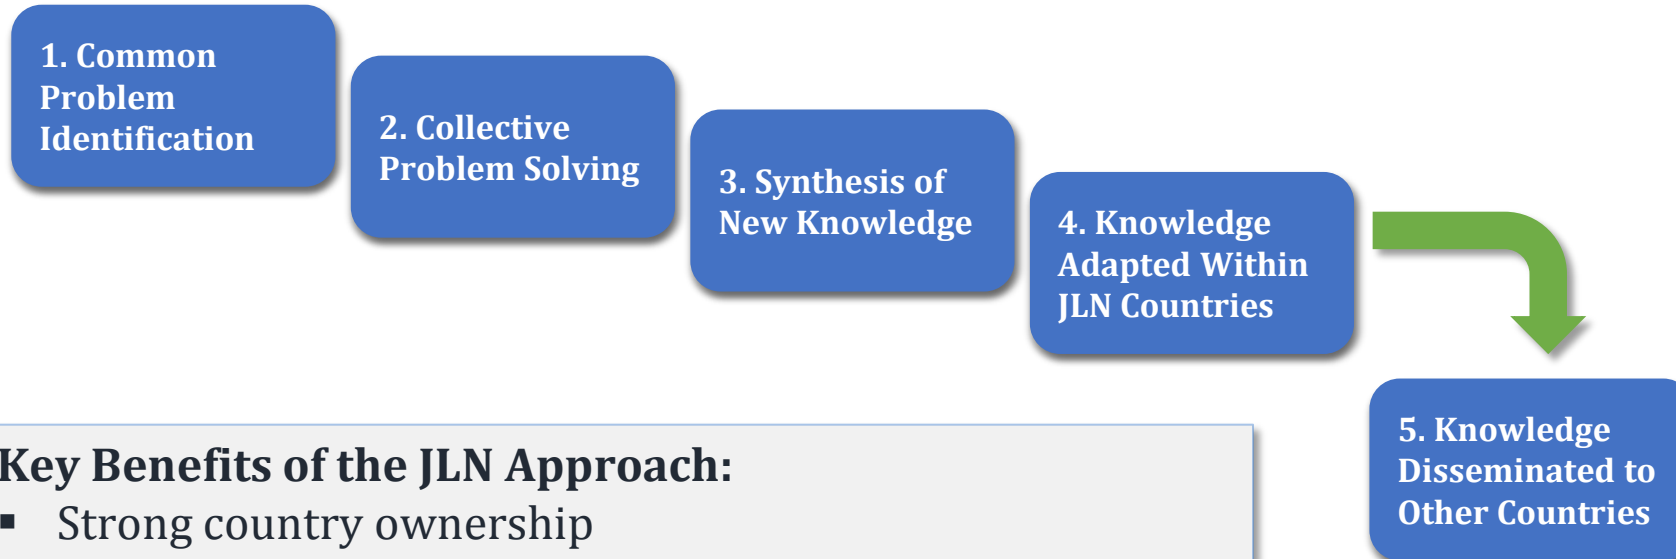 1. Common
Problem
Identification
2. Collective
Problem Solving
3. Synthesis of
New Knowledge
4. Knowledge
Adapted Within
JLN Countries
5. Knowledge
Disseminated to
Other Countries
Key Benefits of the JLN Approach:
▪ Strong country ownership